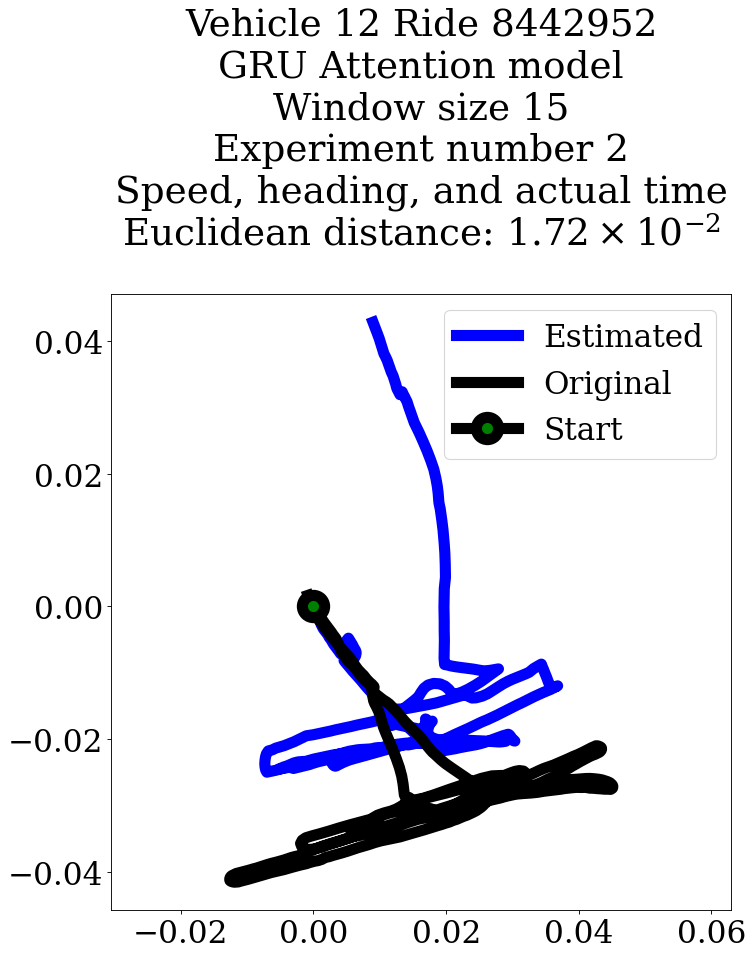 Vehicle 12 Ride 8442952
GRU Attention model
Window size 15
Experiment number 2
Speed, heading, and actual time
Euclidean distance: 1.72 × 10⁻²
Estimated
Original
Start
0.04
0.02
0.00
−0.02
−0.04
−0.02 0.00 0.02 0.04 0.06